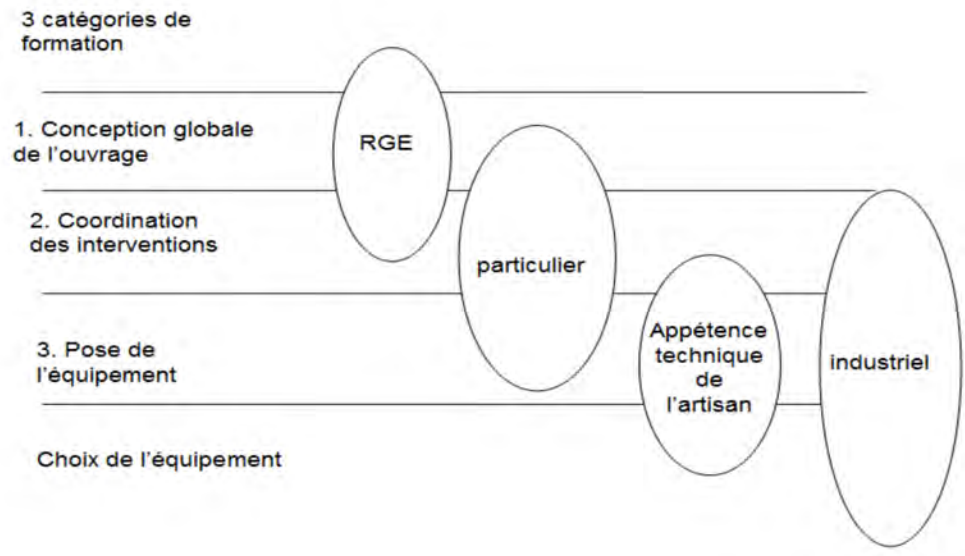 3 catégories de
formation
1. Conception globale
de l'ouvrage
RGE
2. Coordination
des interventions
particulier
3. Pose de
l'équipement
Appétence
technique
de
l'artisan
industriel
Choix de l'équipement